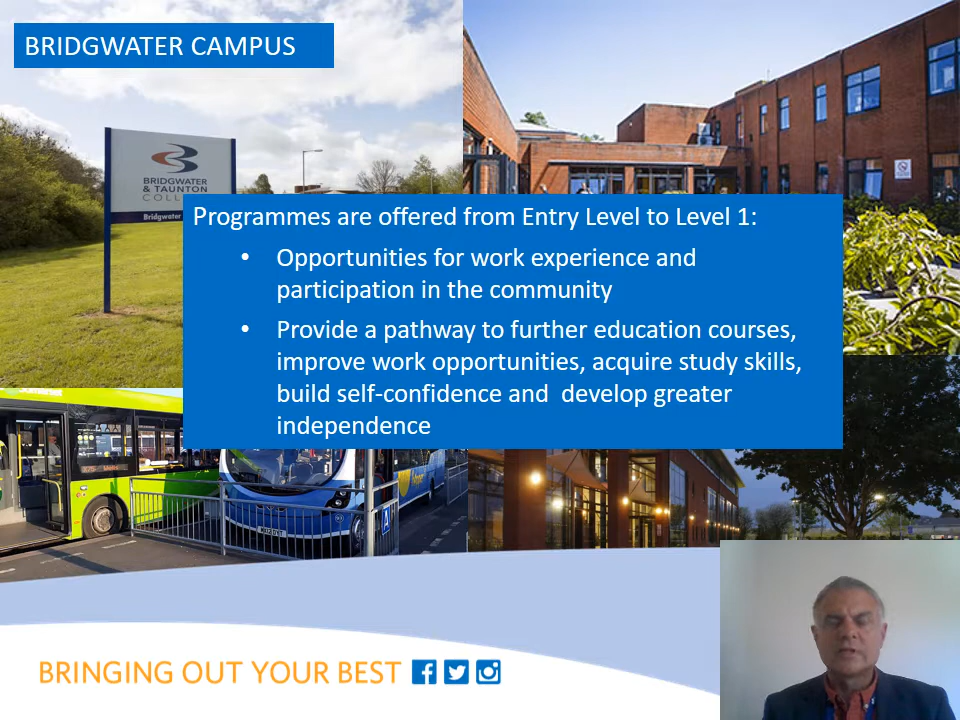 BRIDGWATER CAMPUS
BRIDGWATER
& TAUNTON
COLL
Bridgwater
Programmes are offered from Entry Level to Level 1:
• Opportunities for work experience and
participation in the community
• Provide a pathway to further education courses,
improve work opportunities, acquire study skills,
build self-confidence and develop greater
independence
BRINGING OUT YOUR BEST